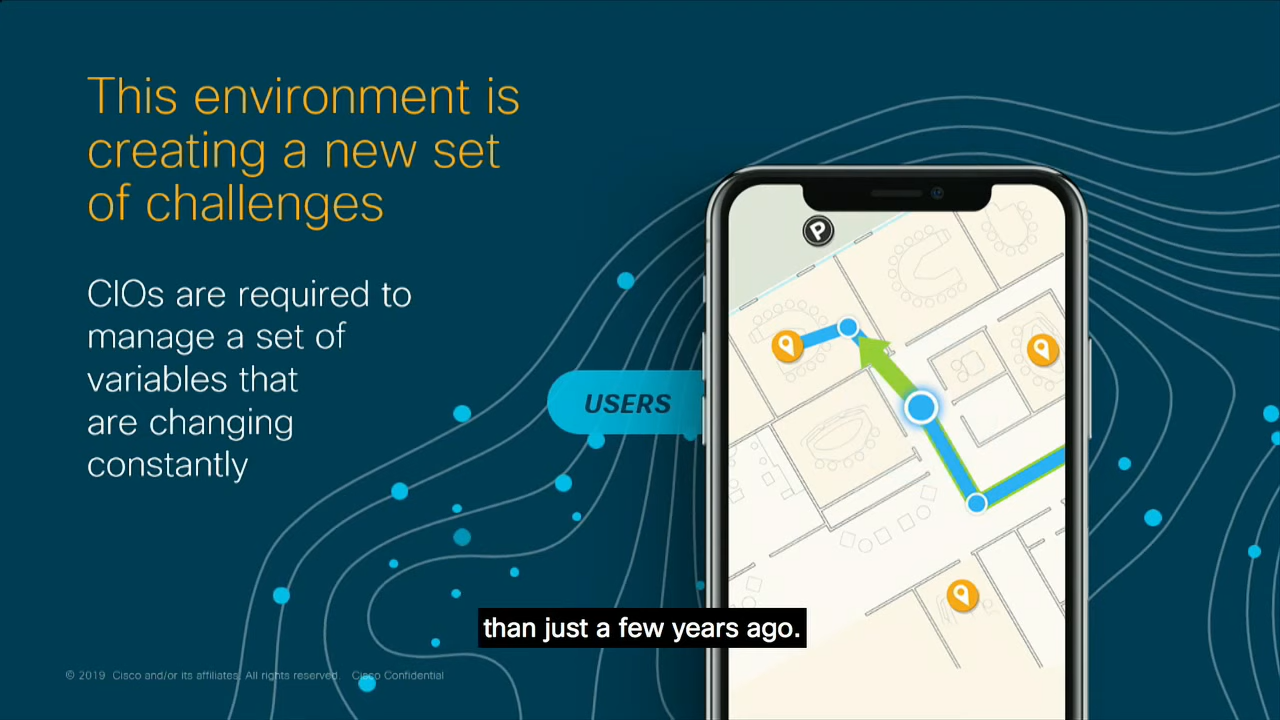 This environment is
creating a new set
of challenges
CIOs are required to
manage a set of
variables that
are changing
constantly
USERS
P
than just a few years ago.
© 2019 Cisco and/or its affiliates. All rights reserved. Cisco Confidential